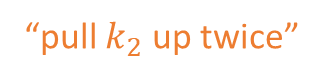 “pull k₂ up twice”